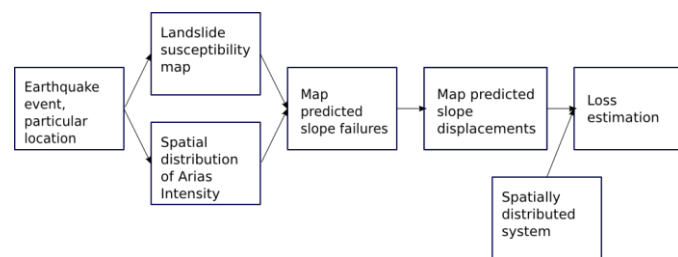 Landslide
susceptibility
map
Earthquake
event,
particular
location
Spatial
distribution
of Arias
Intensity
Map
predicted
slope failures
Map predicted
slope
displacements
Loss
estimation
Spatially
distributed
system